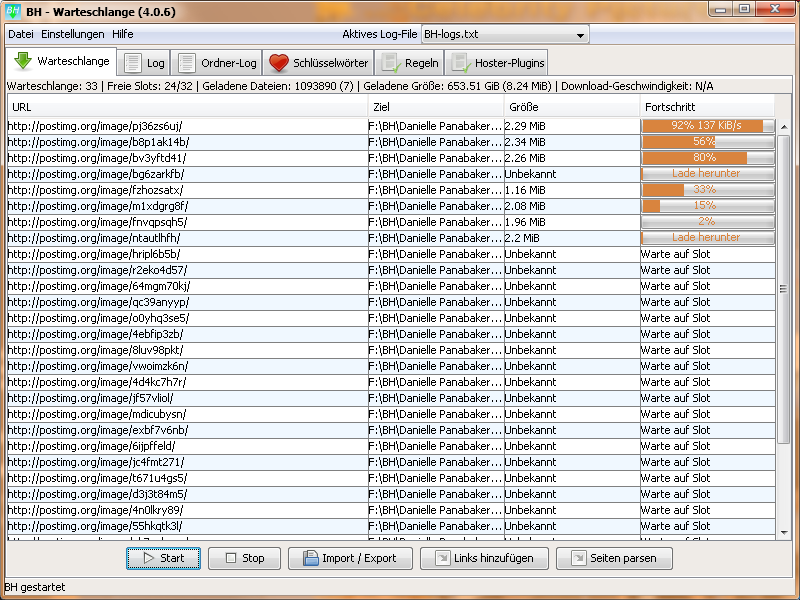 BH - Warteschlange (4.0.6)
Datei Einstellungen Hilfe Aktives Log-File BH-logs.txt
Warteschlange Log Ordner-Log Schlüsselwörter Regeln Hoster-Plugins
Warteschlange: 33 | Freie Slots: 24/32 | Geladene Dateien: 1093890 (7) | Geladene Größe: 653.51 GiB (8.24 MiB) | Download-Geschwindigkeit: N/A
URL Ziel Größe Fortschritt
http://postimg.org/image/pj36zs6uj/ F:\BH\Danielle Panabaker... 2.29 MiB 92% 137 KiB/s
http://postimg.org/image/b8p1ak14b/ F:\BH\Danielle Panabaker... 2.34 MiB 56%
http://postimg.org/image/bv3yftd41/ F:\BH\Danielle Panabaker... 2.26 MiB 80%
http://postimg.org/image/bg6zarkfb/ F:\BH\Danielle Panabaker... Unbekannt Lade herunter
http://postimg.org/image/fzhozsatx/ F:\BH\Danielle Panabaker... 1.16 MiB 33%
http://postimg.org/image/m1xdgrg8f/ F:\BH\Danielle Panabaker... 2.08 MiB 15%
http://postimg.org/image/fnvqpsqh5/ F:\BH\Danielle Panabaker... 1.96 MiB 2%
http://postimg.org/image/ntautlhfh/ F:\BH\Danielle Panabaker... 2.2 MiB Lade herunter
http://postimg.org/image/hripl6b5b/ F:\BH\Danielle Panabaker... Unbekannt Warte auf Slot
http://postimg.org/image/r2eko4d57/ F:\BH\Danielle Panabaker... Unbekannt Warte auf Slot
http://postimg.org/image/64mgm70kj/ F:\BH\Danielle Panabaker... Unbekannt Warte auf Slot
http://postimg.org/image/qc39anyyp/ F:\BH\Danielle Panabaker... Unbekannt Warte auf Slot
http://postimg.org/image/o0yhq3se5/ F:\BH\Danielle Panabaker... Unbekannt Warte auf Slot
http://postimg.org/image/4ebfip3zb/ F:\BH\Danielle Panabaker... Unbekannt Warte auf Slot
http://postimg.org/image/8luv98pkt/ F:\BH\Danielle Panabaker... Unbekannt Warte auf Slot
http://postimg.org/image/vwoimzk6n/ F:\BH\Danielle Panabaker... Unbekannt Warte auf Slot
http://postimg.org/image/4d4kc7h7r/ F:\BH\Danielle Panabaker... Unbekannt Warte auf Slot
http://postimg.org/image/jf57vliol/ F:\BH\Danielle Panabaker... Unbekannt Warte auf Slot
http://postimg.org/image/mdicubysn/ F:\BH\Danielle Panabaker... Unbekannt Warte auf Slot
http://postimg.org/image/exbf7v6nb/ F:\BH\Danielle Panabaker... Unbekannt Warte auf Slot
http://postimg.org/image/6ijpffeld/ F:\BH\Danielle Panabaker... Unbekannt Warte auf Slot
http://postimg.org/image/jc4fmt271/ F:\BH\Danielle Panabaker... Unbekannt Warte auf Slot
http://postimg.org/image/t671u4gs5/ F:\BH\Danielle Panabaker... Unbekannt Warte auf Slot
http://postimg.org/image/d3j3t84m5/ F:\BH\Danielle Panabaker... Unbekannt Warte auf Slot
http://postimg.org/image/4n0lkry89/ F:\BH\Danielle Panabaker... Unbekannt Warte auf Slot
http://postimg.org/image/55hkqtk3l/ F:\BH\Danielle Panabaker... Unbekannt Warte auf Slot
Start Stop Import / Export Links hinzufügen Seiten parsen
BH gestartet